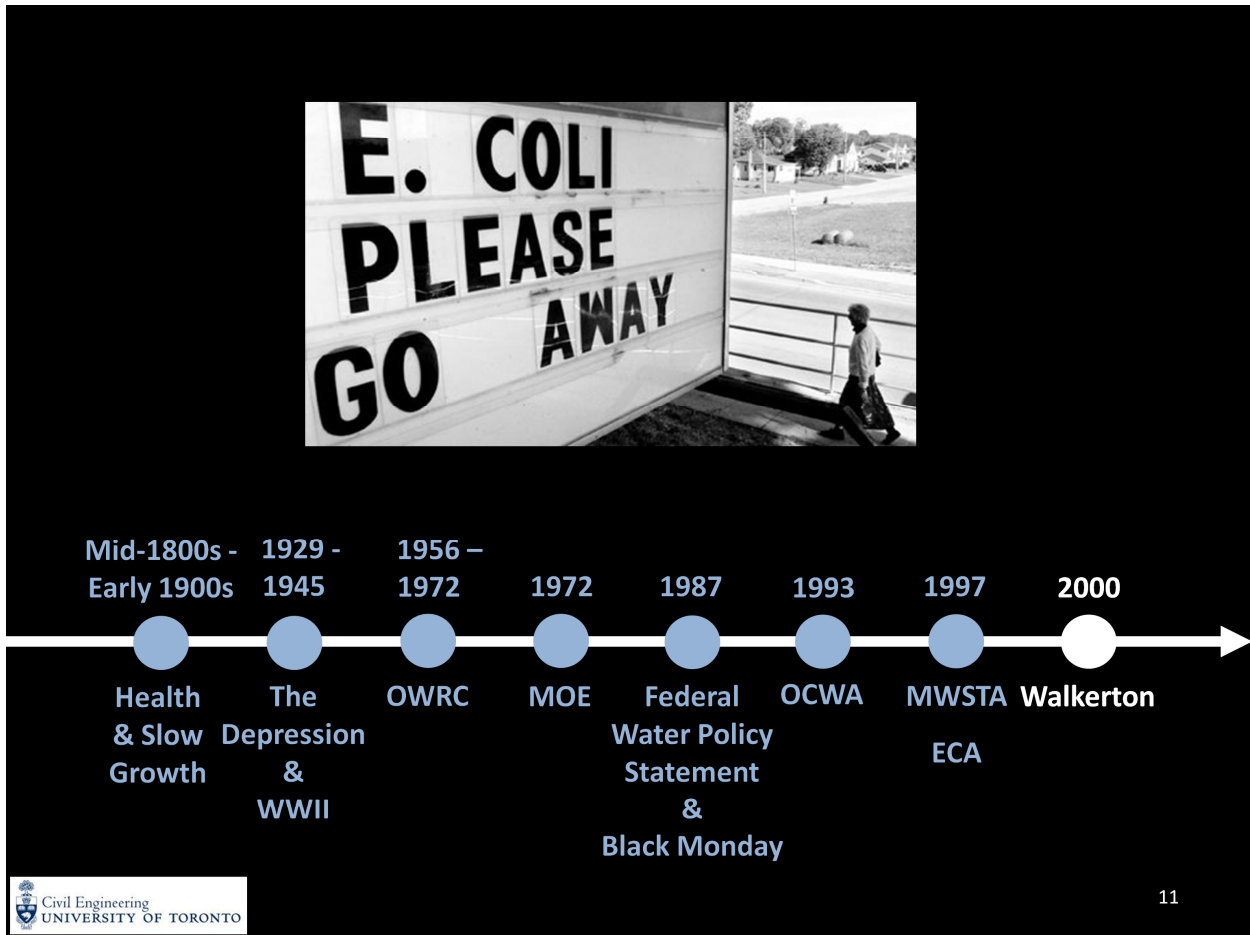 E. COLI
PLEASE
GO AWAY
Mid-1800s -
Early 1900s
1929 -
1945
1956 –
1972
1972
1987
1993
1997
2000
Health
& Slow
Growth
The
Depression
&
WWII
OWRC
MOE
Federal
Water Policy
Statement
&
Black Monday
OCWA
MWSTA
ECA
Walkerton
Civil Engineering
UNIVERSITY OF TORONTO
11